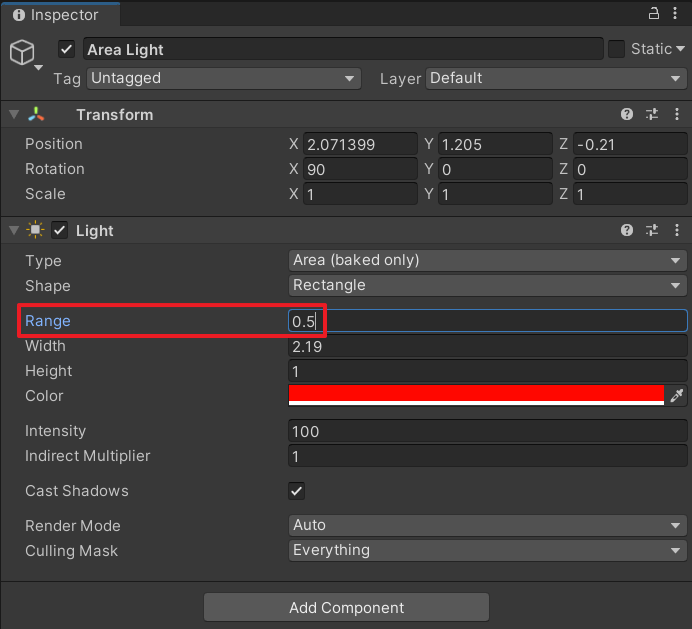 Inspector
Area Light Static
Tag Untagged Layer Default
Transform
Position X 2.071399 Y 1.205 Z -0.21
Rotation X 90 Y 0 Z 0
Scale X 1 Y 1 Z 1
Light
Type Area (baked only)
Shape Rectangle
Range 0.5
Width 2.19
Height 1
Color
Intensity 100
Indirect Multiplier 1
Cast Shadows
Render Mode Auto
Culling Mask Everything
Add Component